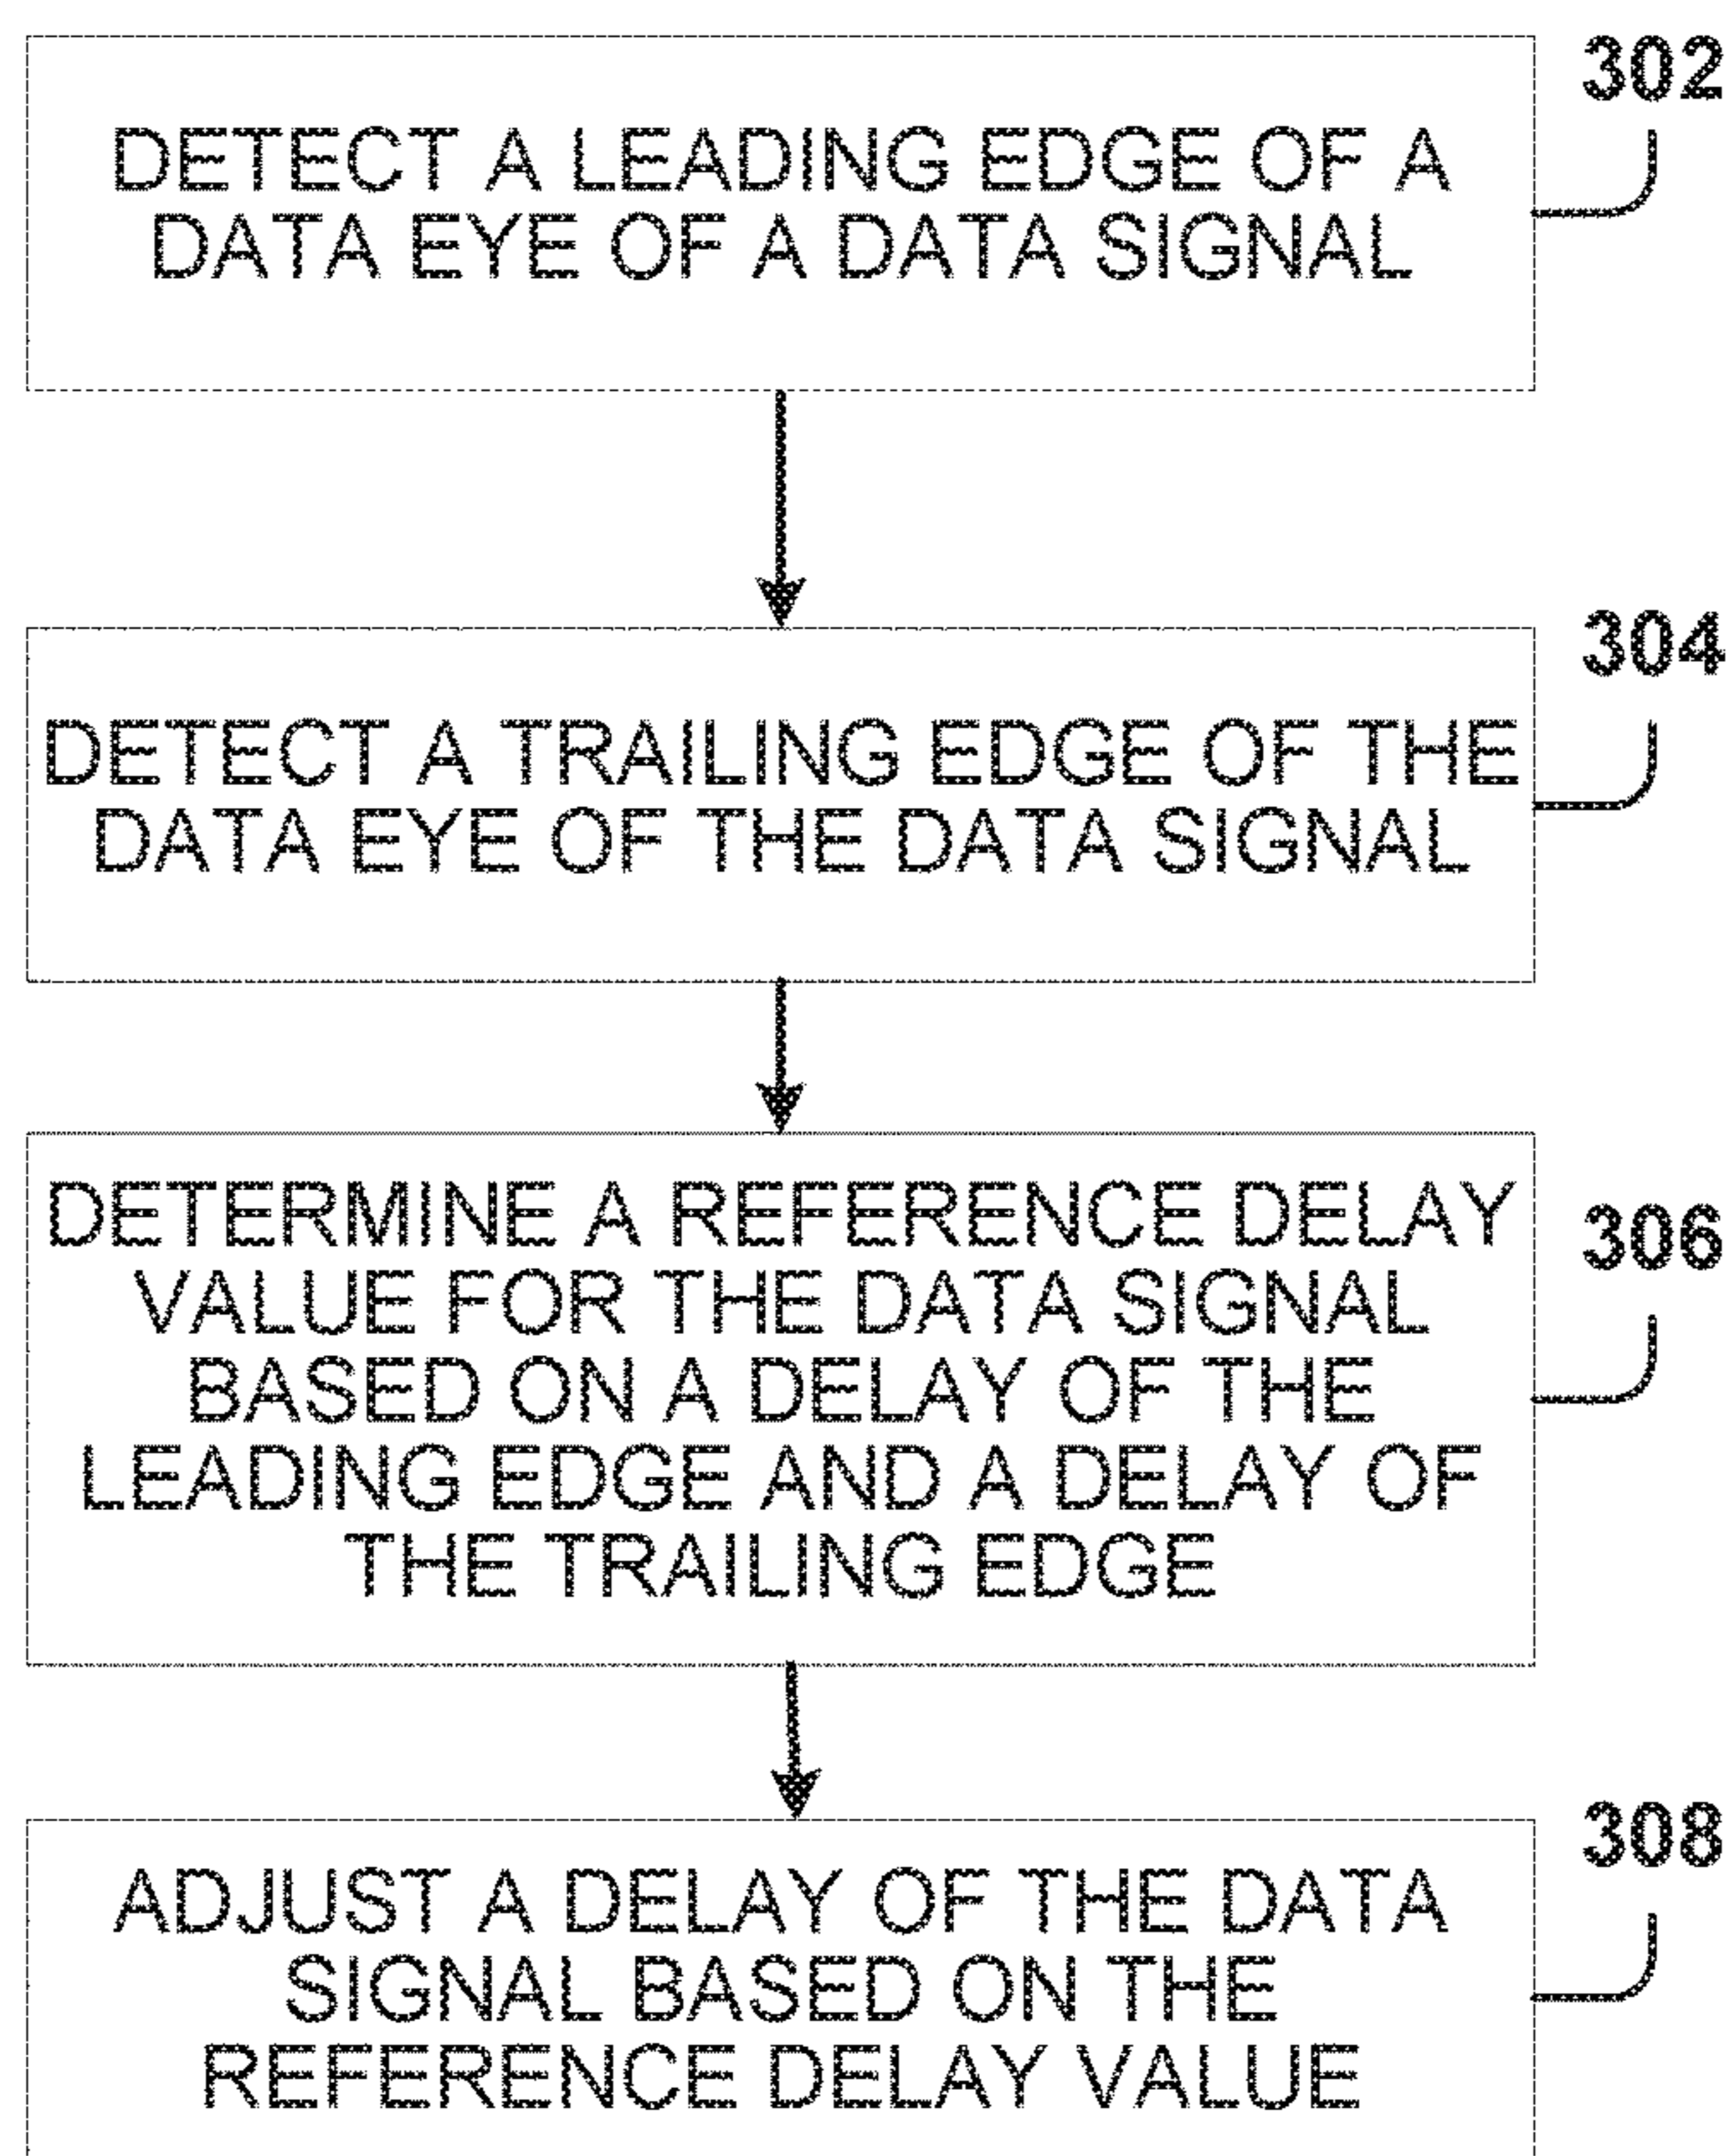 302
DETECT A LEADING EDGE OF A
DATA EYE OF A DATA SIGNAL
304
DETECT A TRAILING EDGE OF THE
DATA EYE OF THE DATA SIGNAL
306
DETERMINE A REFERENCE DELAY
VALUE FOR THE DATA SIGNAL
BASED ON A DELAY OF THE
LEADING EDGE AND A DELAY OF
THE TRAILING EDGE
308
ADJUST A DELAY OF THE DATA
SIGNAL BASED ON THE
REFERENCE DELAY VALUE